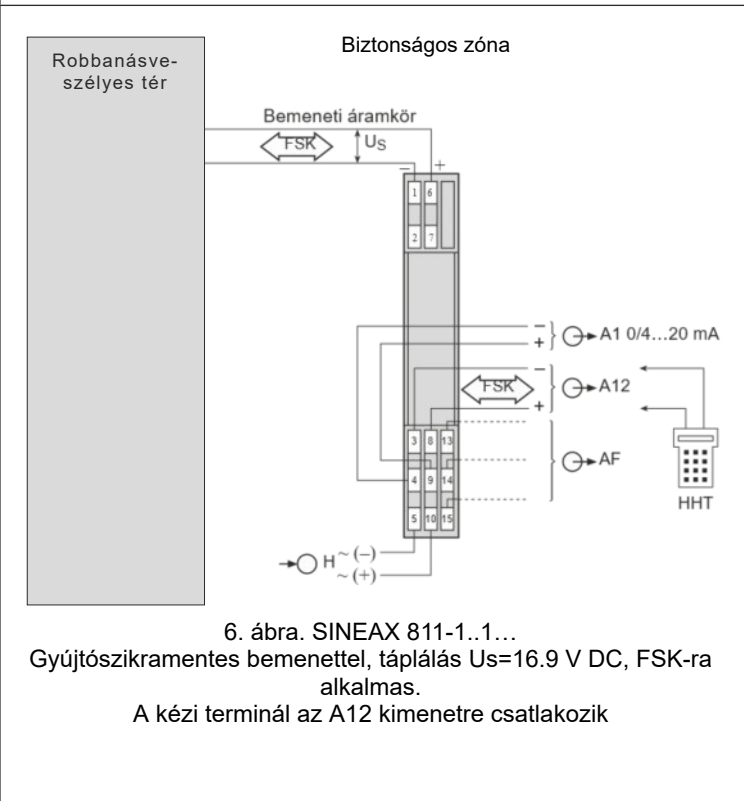 Robbanásve-
szélyes tér
Biztonságos zóna
Bemeneti áramkör
FSK
US
– +
1 6
2 7
– A1 0/4...20 mA
+
FSK
– A12
+
3 8 13
4 9 14
AF
5 10 15
HHT
H ~ (–)
~ (+)
6. ábra. SINEAX 811-1..1…
Gyújtószikramentes bemenettel, táplálás Us=16.9 V DC, FSK-ra
alkalmas.
A kézi terminál az A12 kimenetre csatlakozik